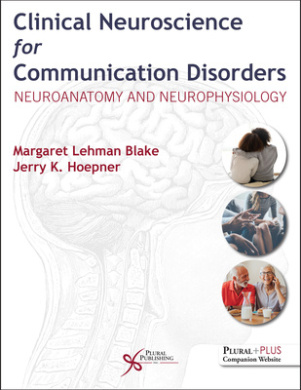 Clinical Neuroscience
for
Communication Disorders
NEUROANATOMY AND NEUROPHYSIOLOGY
Margaret Lehman Blake
Jerry K. Hoepner
PLURAL
PUBLISHING
INC.
PLURAL+PLUS
Companion Website